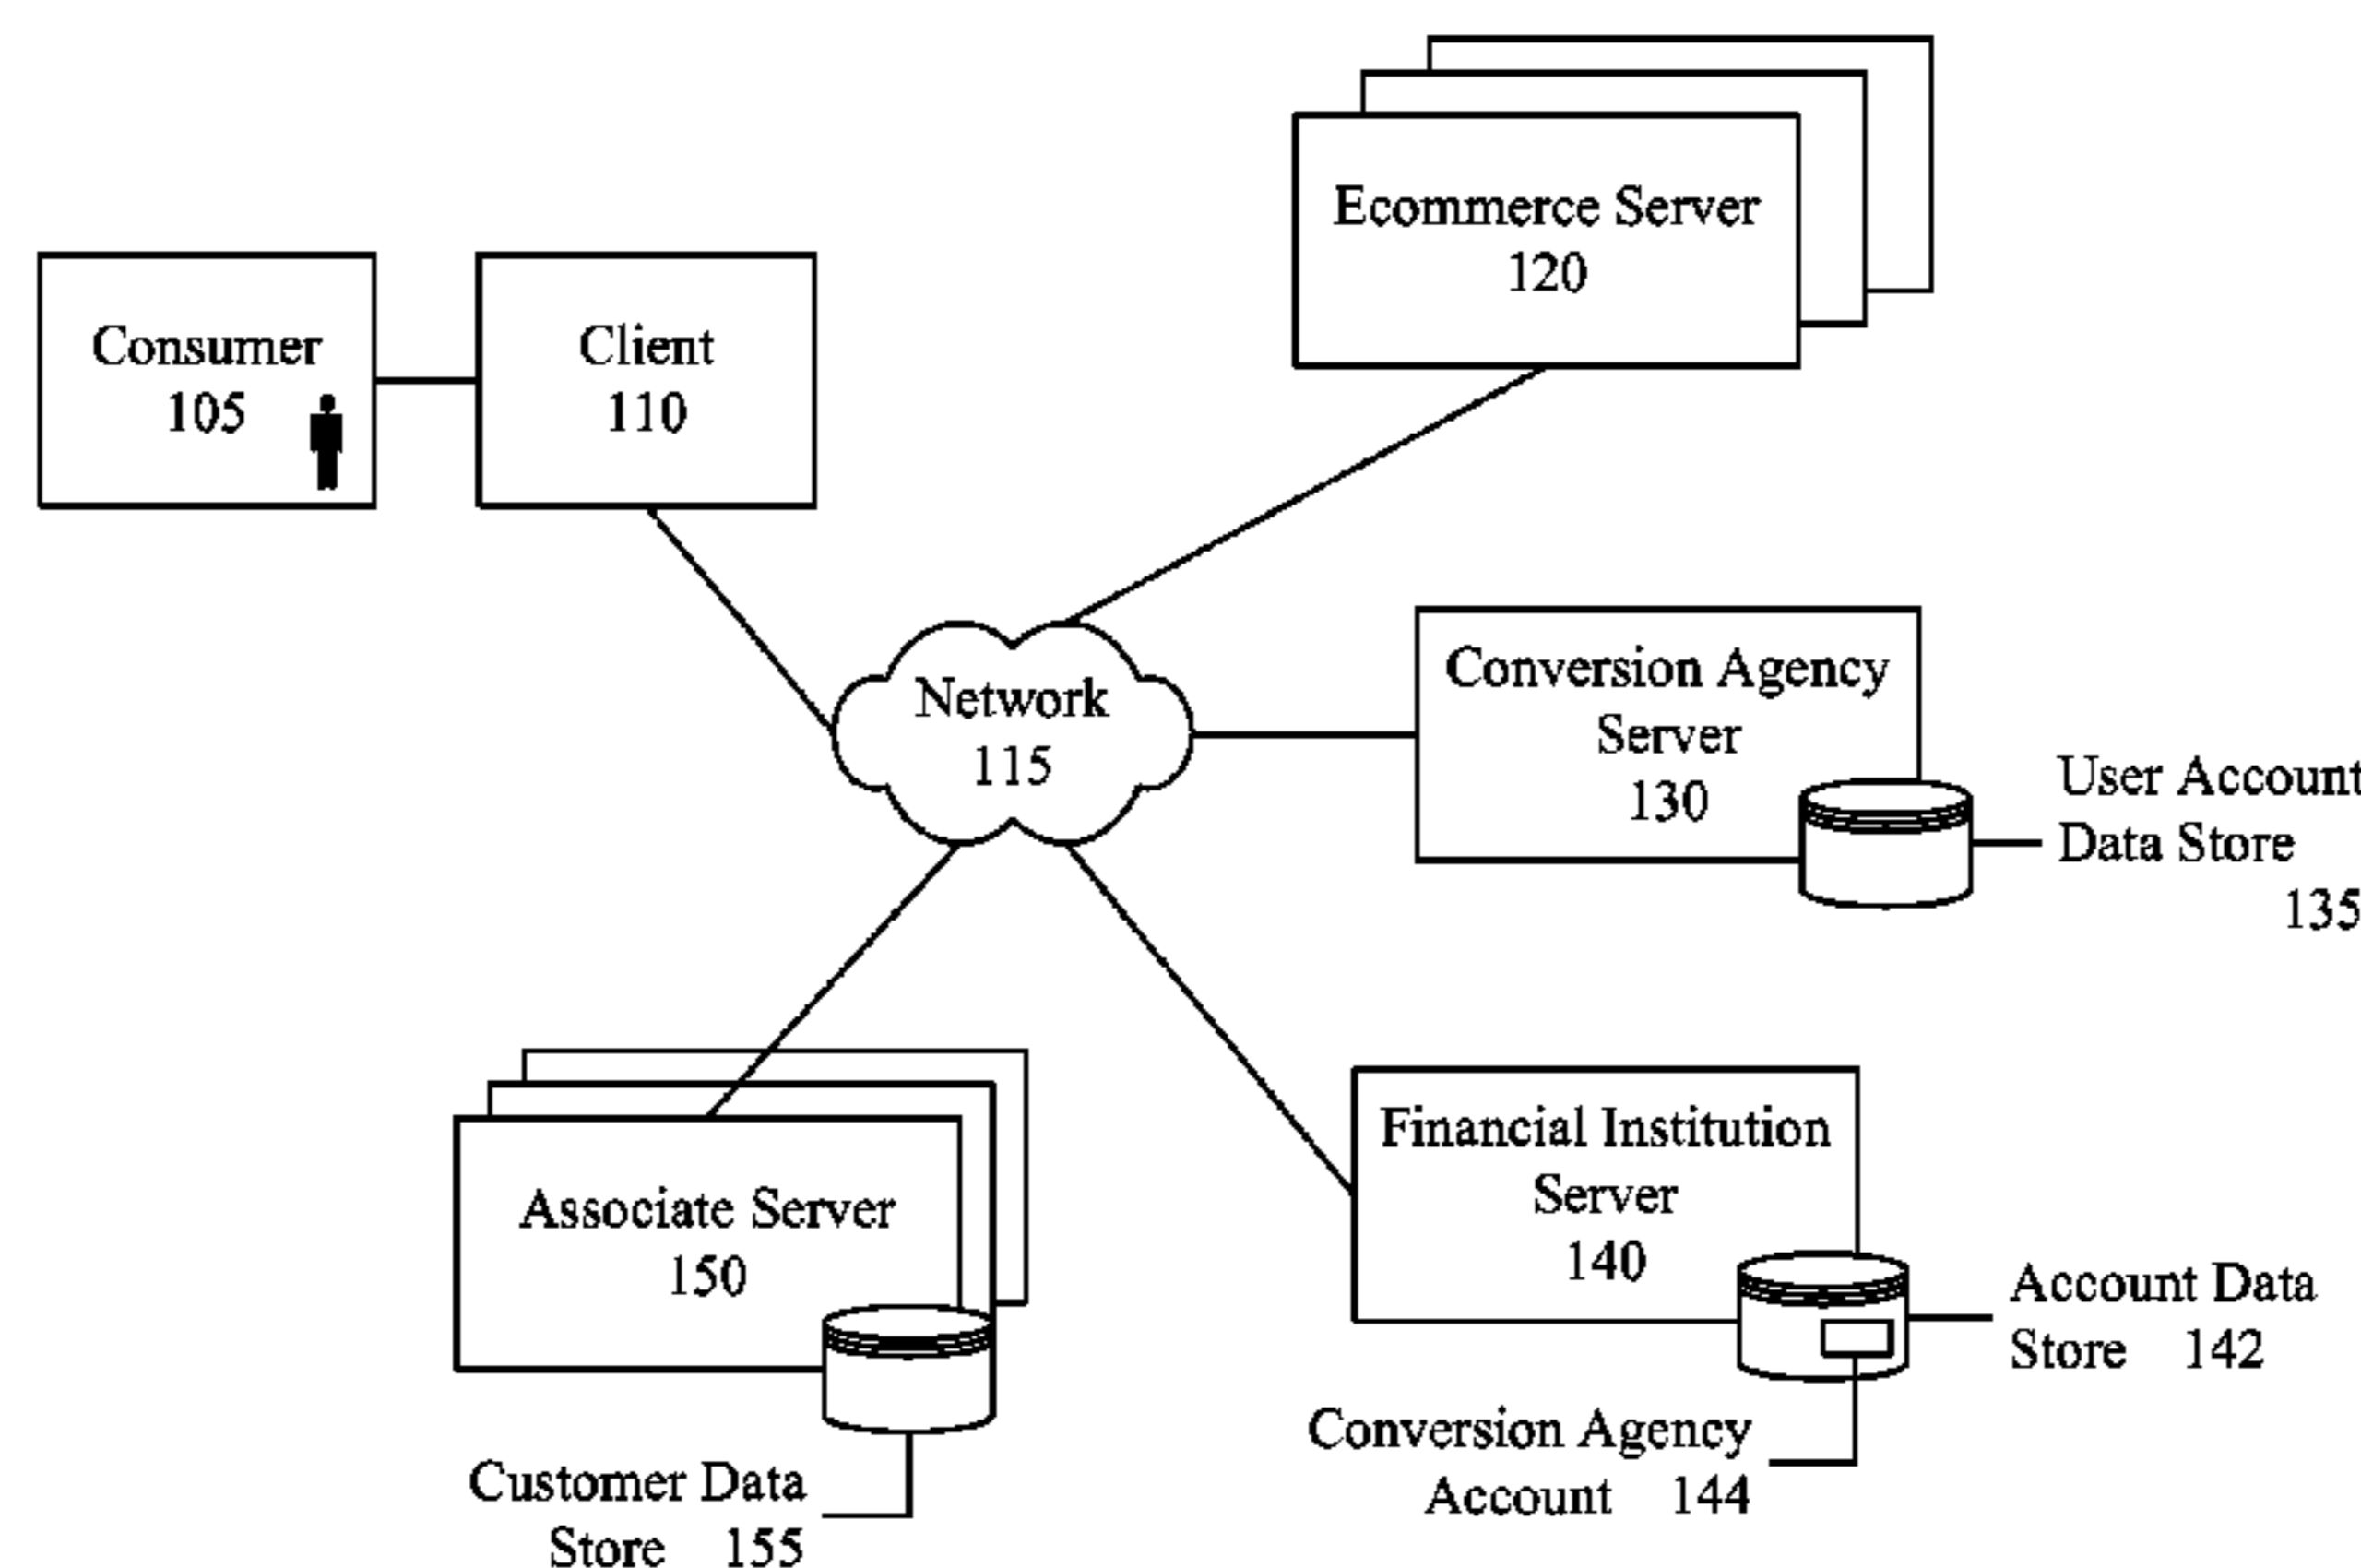 Ecommerce Server
120
Consumer
105
Client
110
Network
115
Conversion Agency
Server
130
User Account
Data Store
135
Associate Server
150
Customer Data
Store 155
Financial Institution
Server
140
Account Data
Store 142
Conversion Agency
Account 144